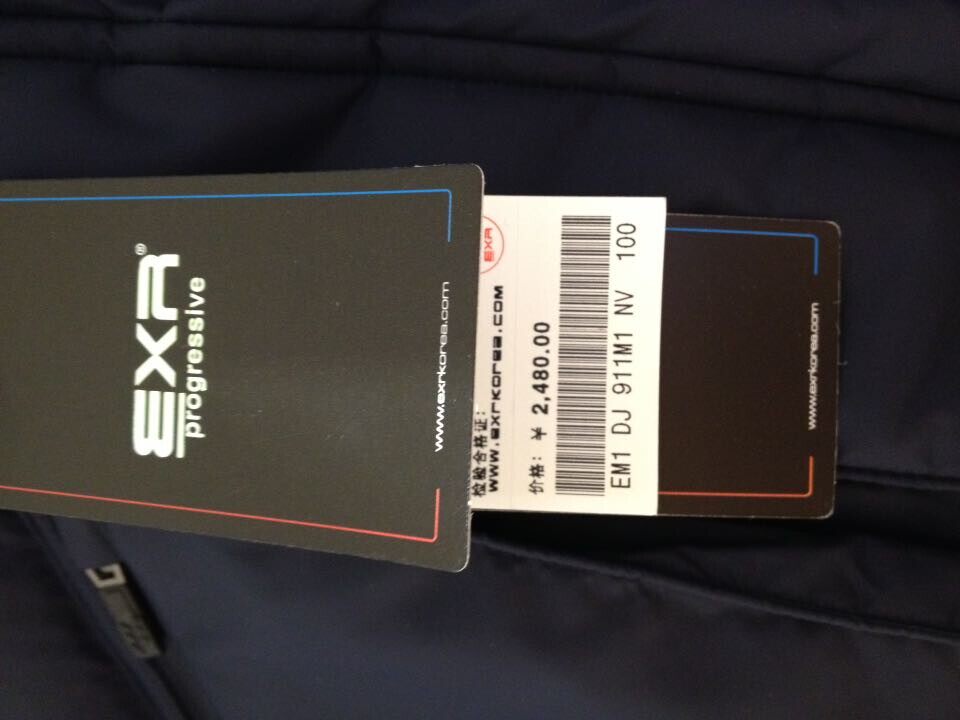 EXR®
progressive
www.exrkorea.com
EXR
检验合格证:
www.exrkorea.com
价格: ¥ 2,480.00
EM1 DJ 911M1 NV 100
www.exrkorea.com